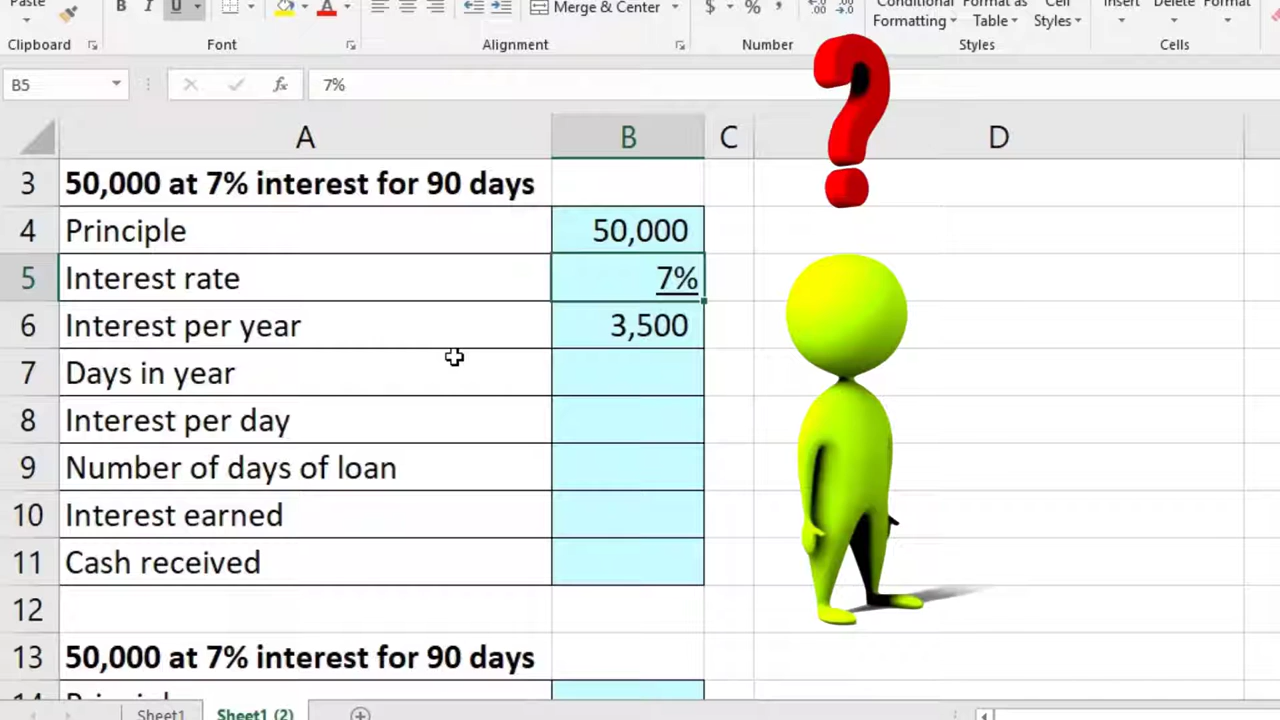 Paste
B I U A
Merge & Center
$ % ,
Conditional Format as Cell
Formatting Table Styles
Insert Delete Format
Clipboard Font Alignment Number Styles Cells
B5 fx 7%
A B C D
3 50,000 at 7% interest for 90 days
4 Principle 50,000
5 Interest rate 7%
6 Interest per year 3,500
7 Days in year
8 Interest per day
9 Number of days of loan
10 Interest earned
11 Cash received
12
13 50,000 at 7% interest for 90 days
Sheet1 Sheet1 (2)